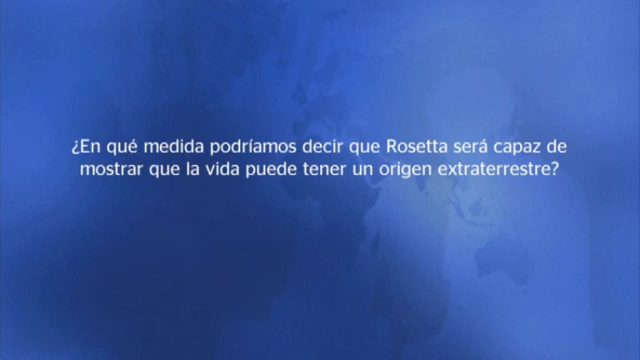 ¿En qué medida podríamos decir que Rosetta será capaz de
mostrar que la vida puede tener un origen extraterrestre?